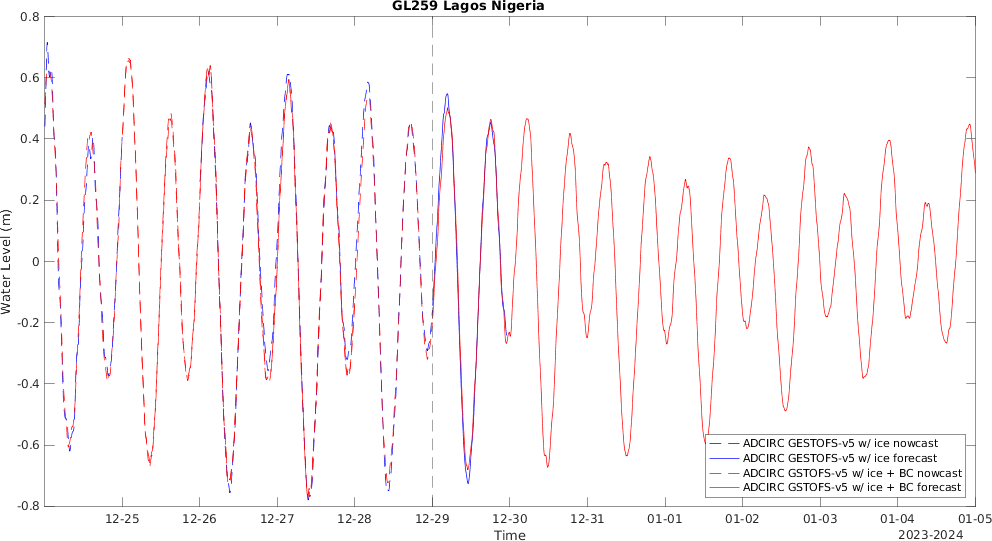 GL259 Lagos Nigeria
Water Level (m)
0.8
0.6
0.4
0.2
0
-0.2
-0.4
-0.6
-0.8
ADCIRC GESTOFS-v5 w/ ice nowcast
ADCIRC GESTOFS-v5 w/ ice forecast
ADCIRC GSTOFS-v5 w/ ice + BC nowcast
ADCIRC GSTOFS-v5 w/ ice + BC forecast
12-25 12-26 12-27 12-28 12-29 12-30 12-31 01-01 01-02 01-03 01-04 01-05
Time
2023-2024